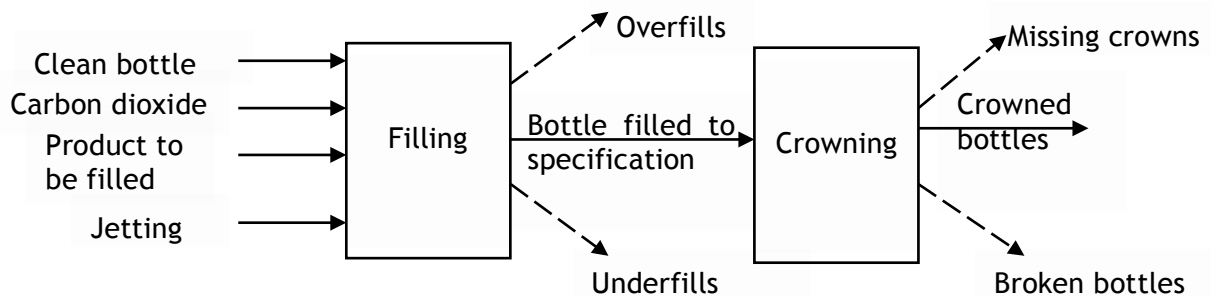 Clean bottle
Carbon dioxide
Product to
be filled
Jetting
Filling
Overfills
Bottle filled to
specification
Underfills
Crowning
Missing crowns
Crowned
bottles
Broken bottles